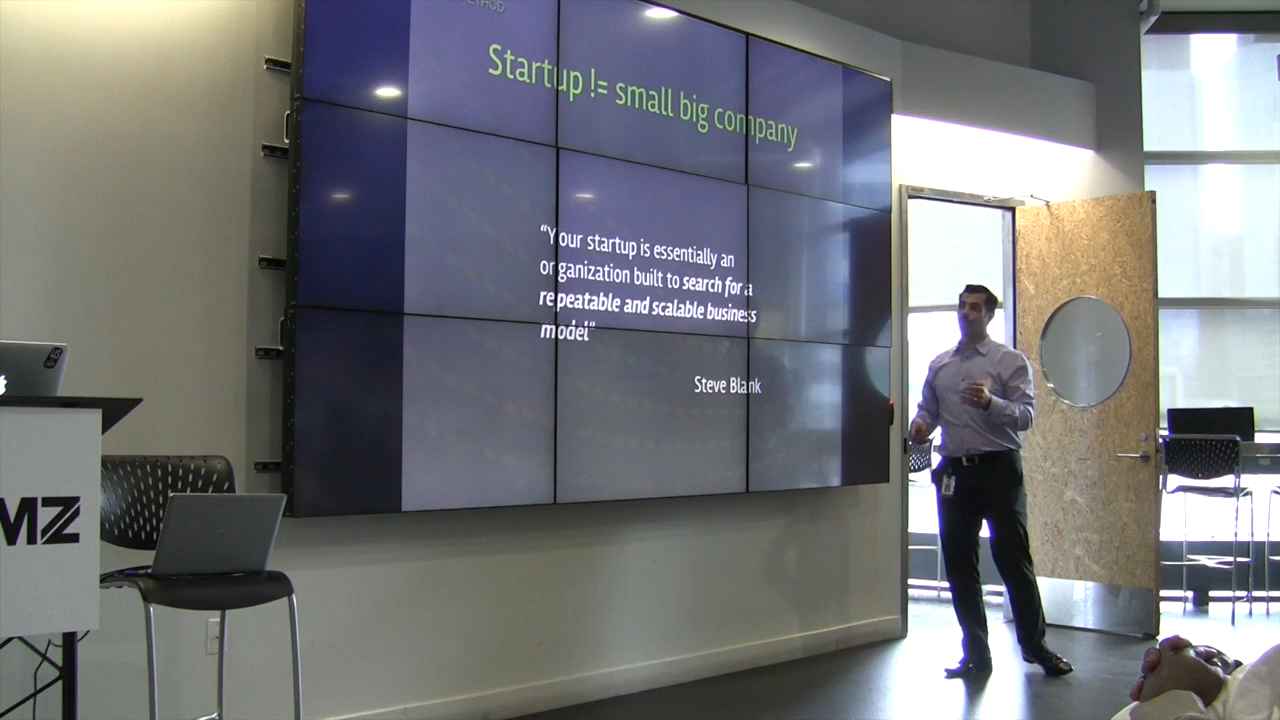 Startup != small big company
“Your startup is essentially an
organization built to search for a
repeatable and scalable business
model”
Steve Blank
MZ